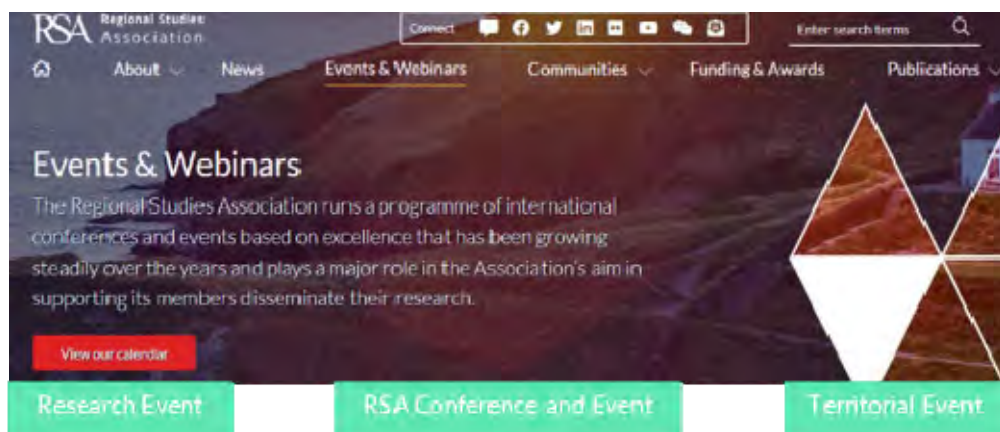 RSA Regional Studies
Association
Connect
Enter search terms
About
News
Events & Webinars
Communities
Funding & Awards
Publications
Events & Webinars
The Regional Studies Association runs a programme of international
conferences and events based on excellence that has been growing
steadily over the years and plays a major role in the Association's aim in
supporting its members disseminate their research.
View our calendar
Research Event
RSA Conference and Event
Territorial Event